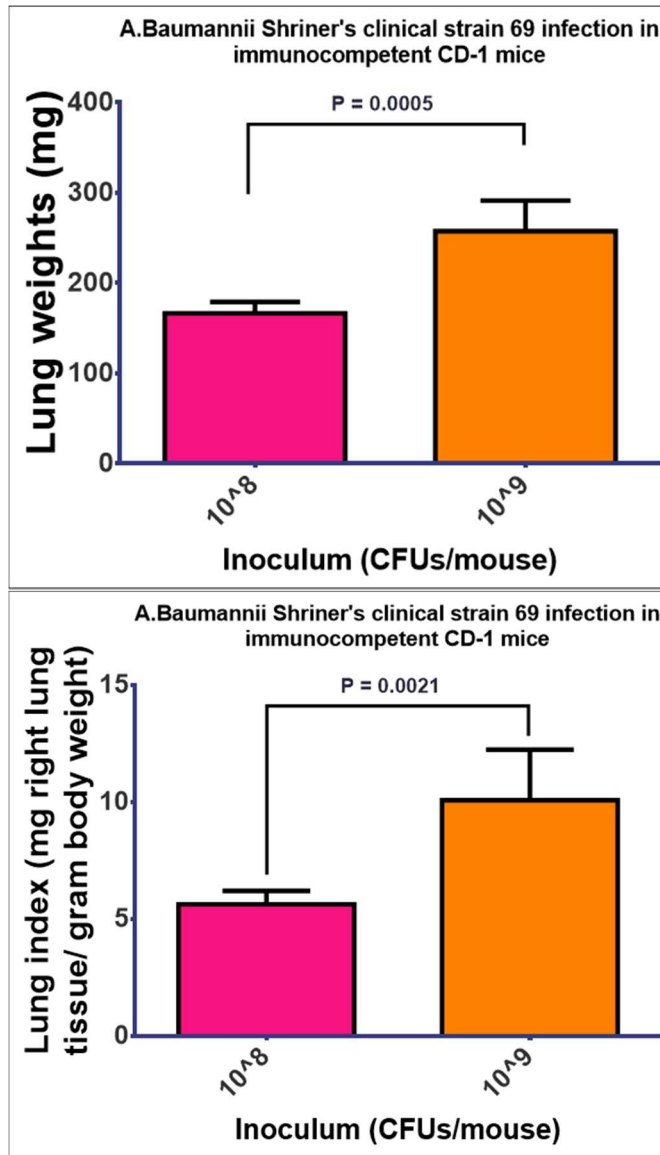 A.Baumannii Shriner's clinical strain 69 infection in
immunocompetent CD-1 mice
P = 0.0005
Lung weights (mg)
400
300
200
100
0
10^8
10^9
Inoculum (CFUs/mouse)
A.Baumannii Shriner's clinical strain 69 infection in
immunocompetent CD-1 mice
P = 0.0021
Lung index (mg right lung
tissue/ gram body weight)
15
10
5
0
10^8
10^9
Inoculum (CFUs/mouse)